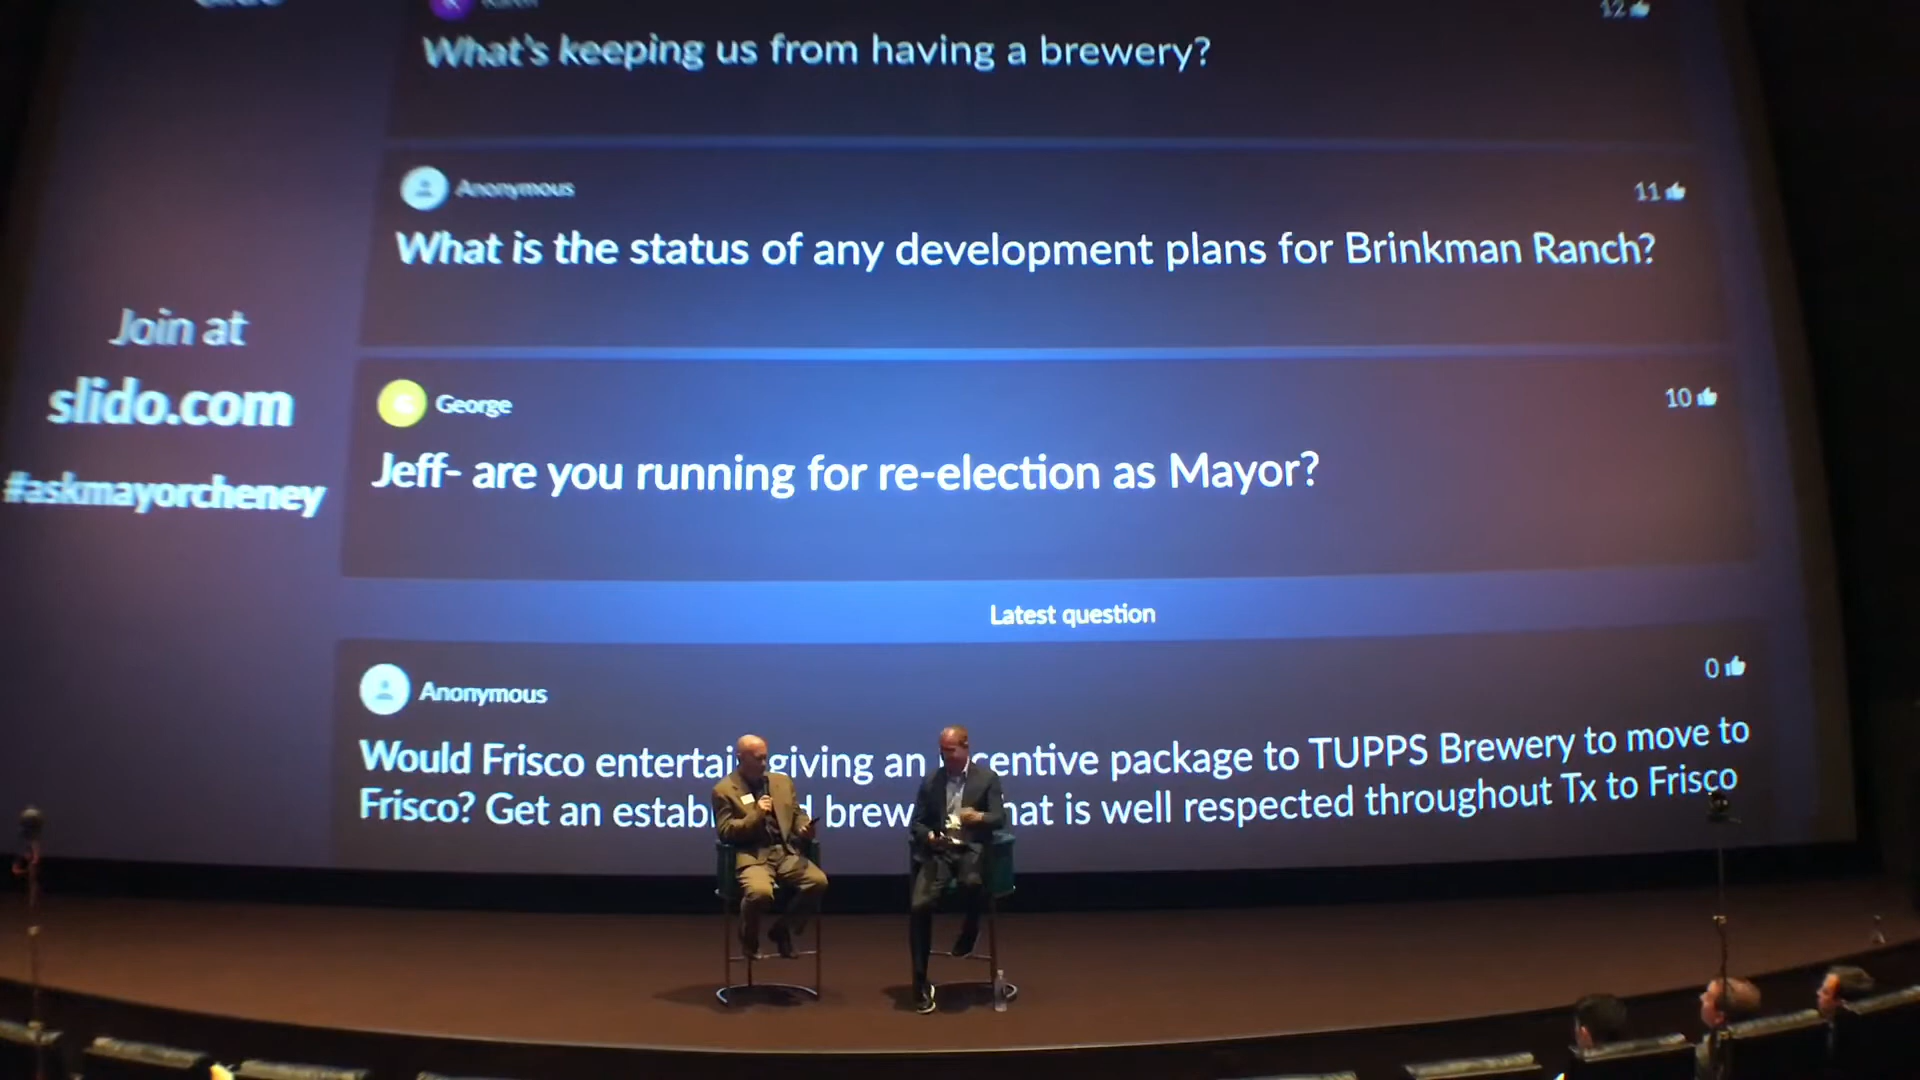 12
What's keeping us from having a brewery?
Anonymous
11
What is the status of any development plans for Brinkman Ranch?
Join at
slido.com
#askmayorcheney
George
10
Jeff- are you running for re-election as Mayor?
Latest question
Anonymous
0
Would Frisco entertai giving an centive package to TUPPS Brewery to move to
Frisco? Get an estab d brew hat is well respected throughout Tx to Frisco